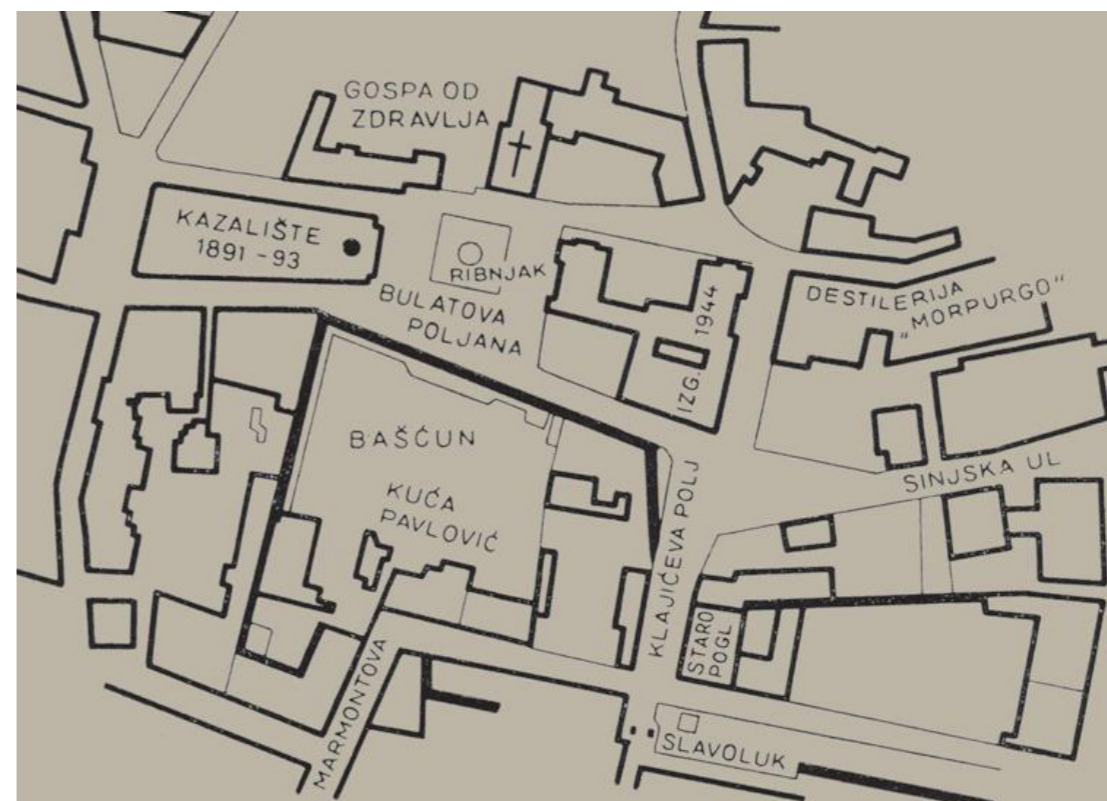 GOSPA OD
ZDRAVLJA
KAZALIŠTE
1891 - 93
RIBNJAK
BULATOVA
POLJANA
IZG. 1944
DESTILERIJA
„MORPURGO“
BAŠĆUN
KUĆA
PAVLOVIĆ
SINJSKA UL
KLAJIĆEVA POLJ
STARO
POGL
MARMONTOVA
SLAVOLUK